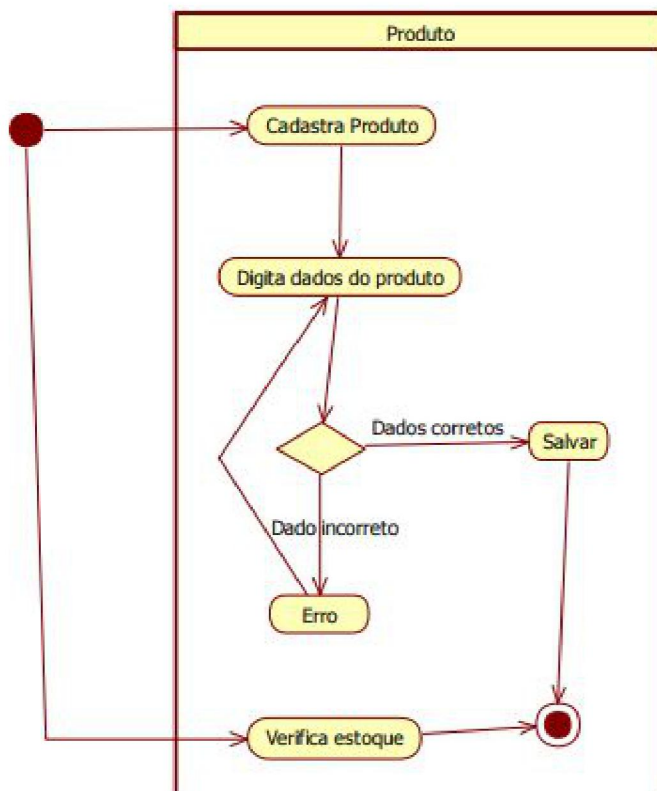 Produto
Cadastra Produto
Digita dados do produto
Dados corretos
Salvar
Dado incorreto
Erro
Verifica estoque